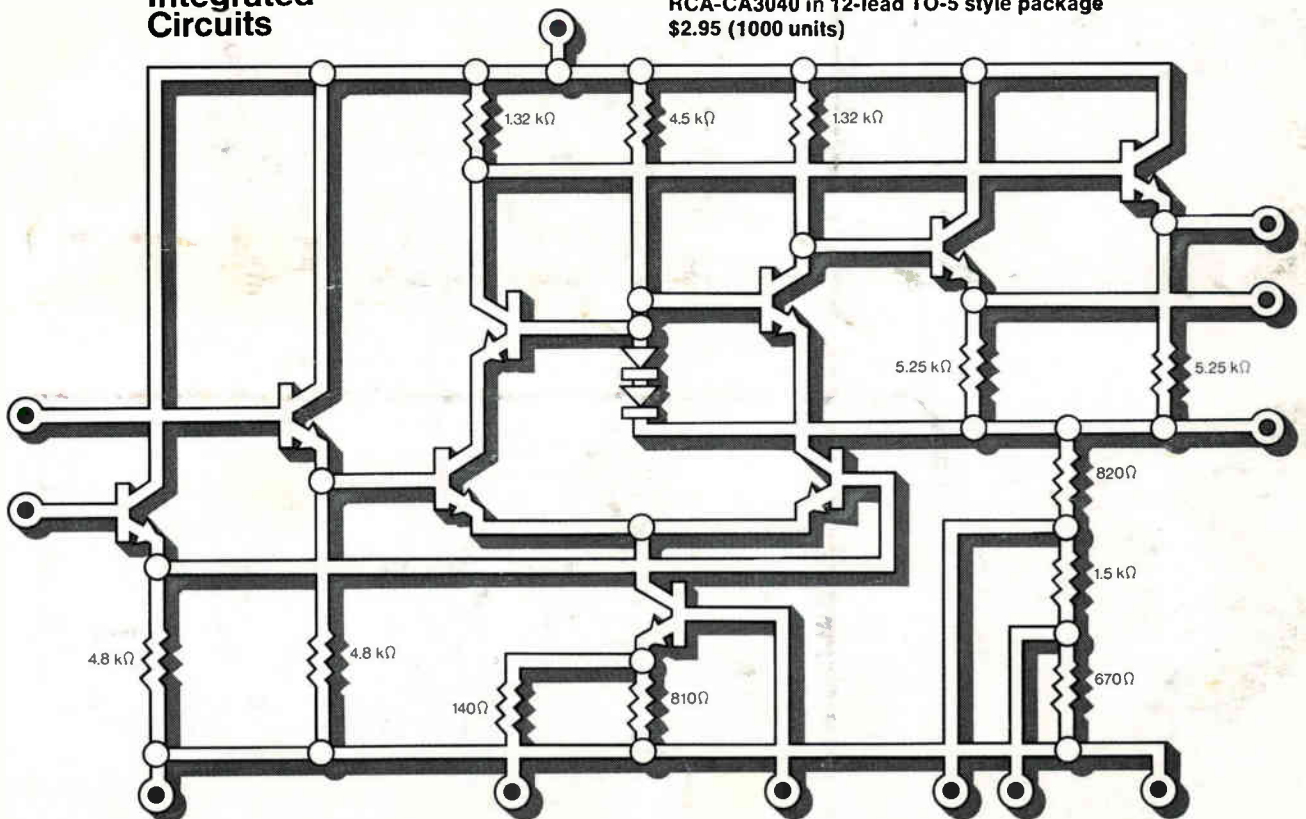 Integrated
Circuits
RCA-CA3040 in 12-lead TO-5 style package
$2.95 (1000 units)
1.32 kΩ
4.5 kΩ
1.32 kΩ
5.25 kΩ
5.25 kΩ
820Ω
1.5 kΩ
4.8 kΩ
4.8 kΩ
140Ω
810Ω
670Ω